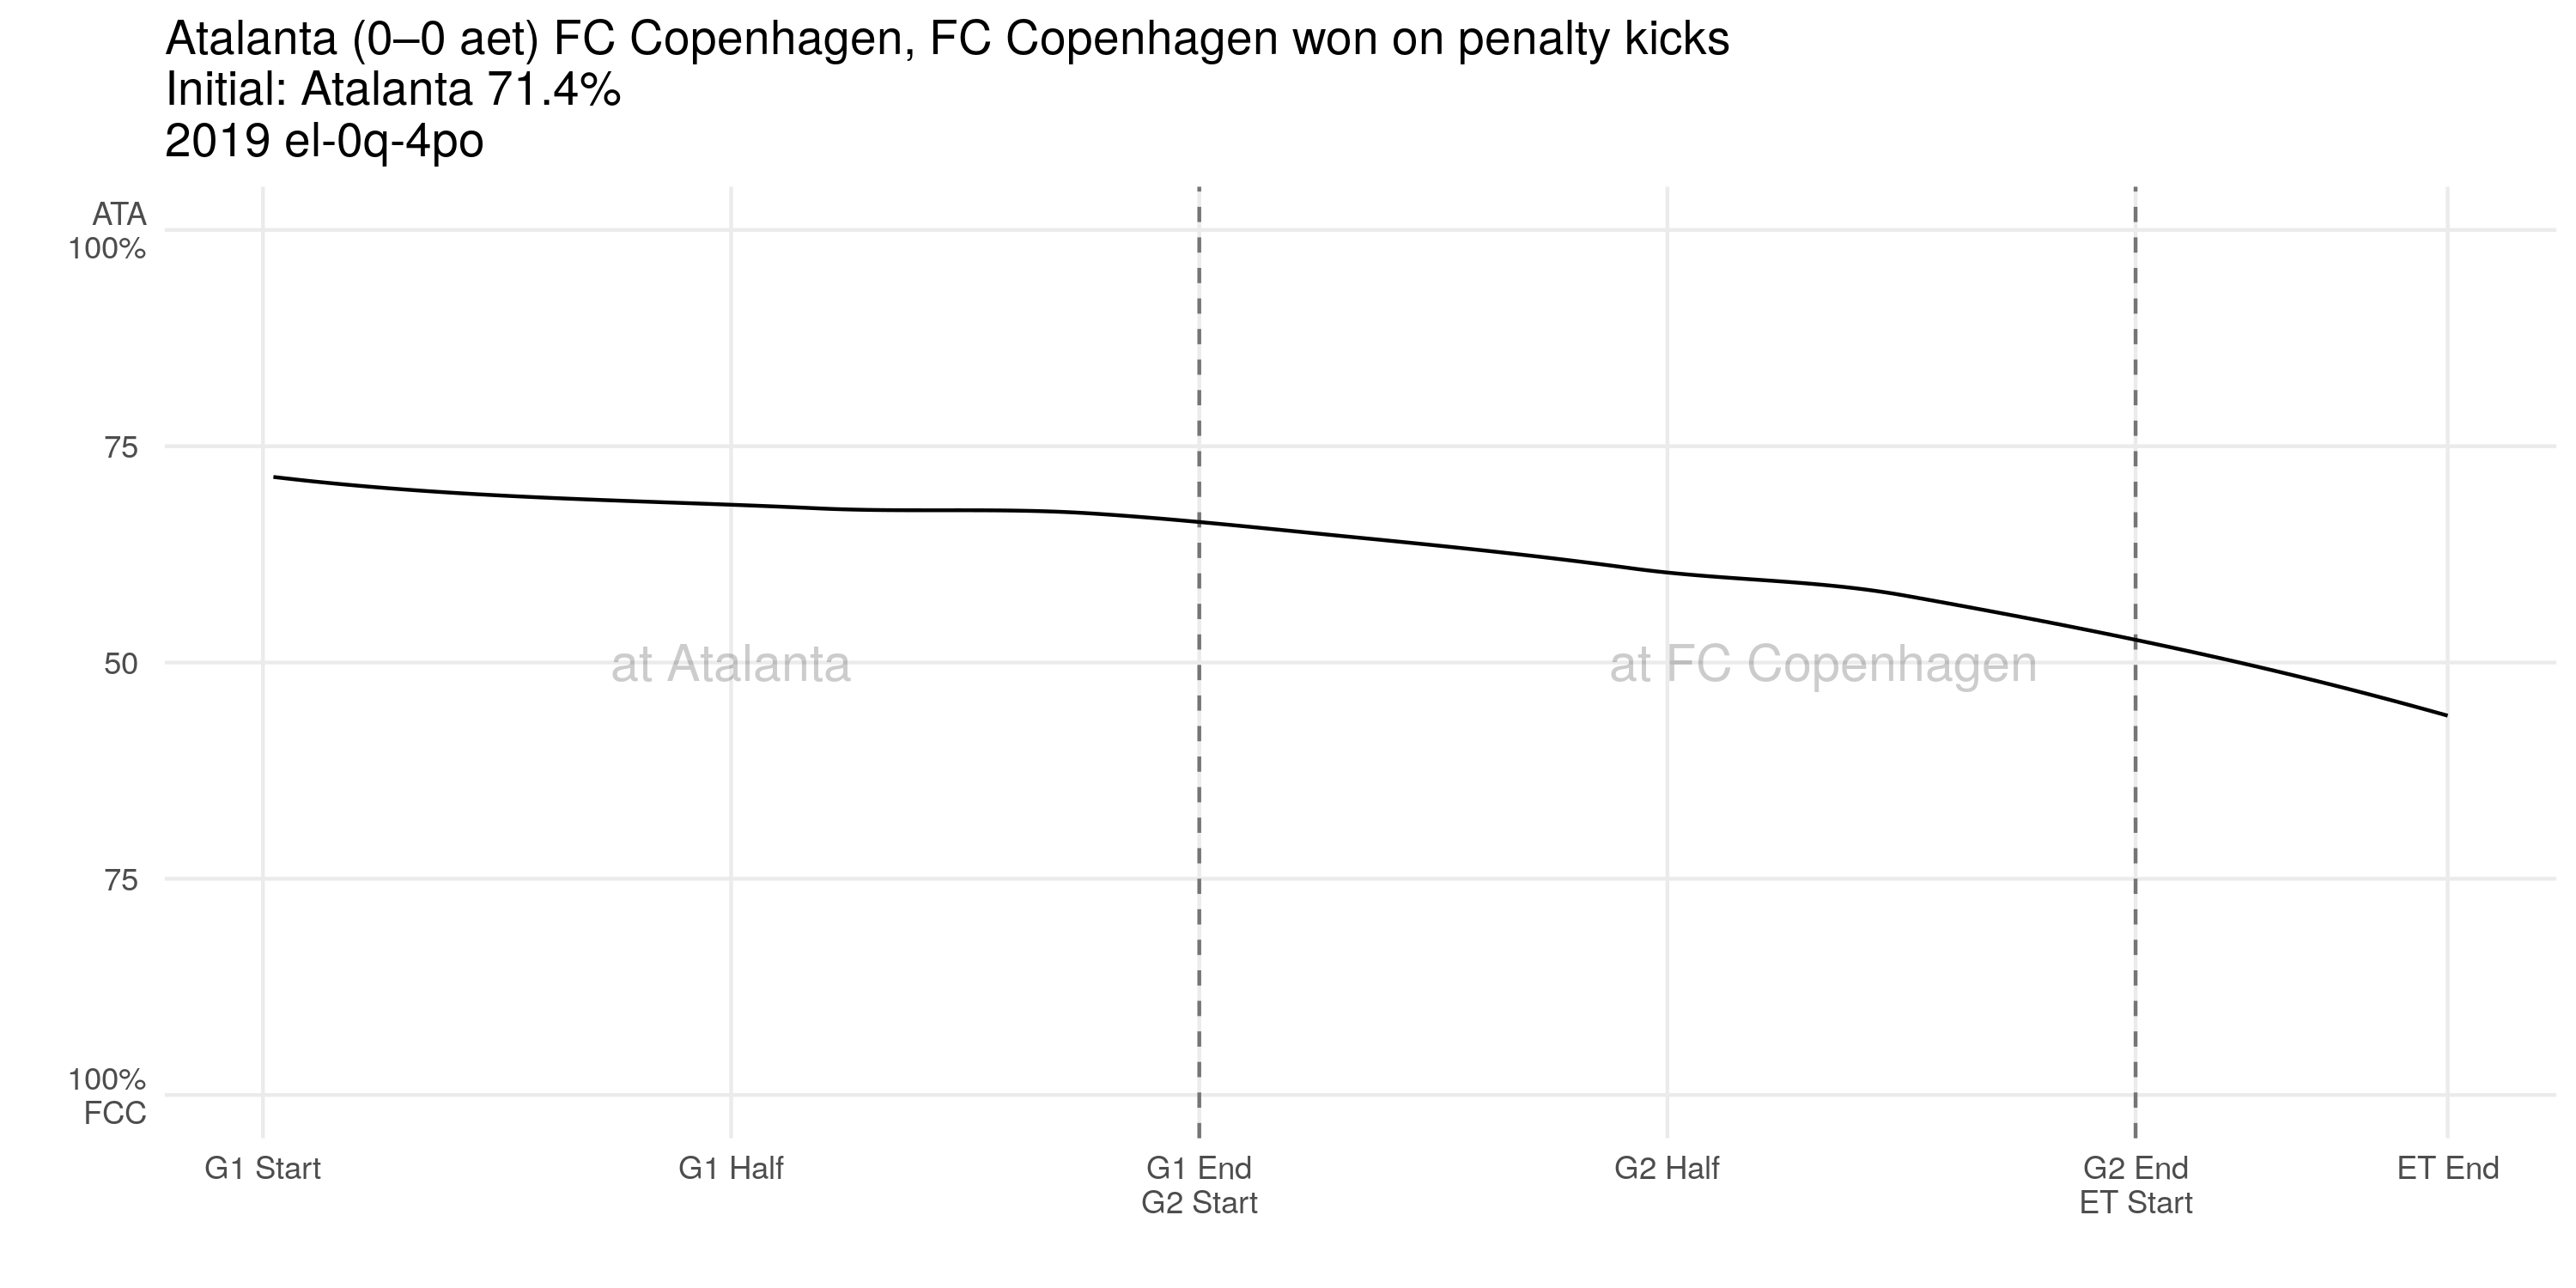 Atalanta (0–0 aet) FC Copenhagen, FC Copenhagen won on penalty kicks
Initial: Atalanta 71.4%
2019 el-0q-4po
ATA
100%
75
50
75
100%
FCC
at Atalanta
at FC Copenhagen
G1 Start
G1 Half
G1 End
G2 Start
G2 Half
G2 End
ET Start
ET End